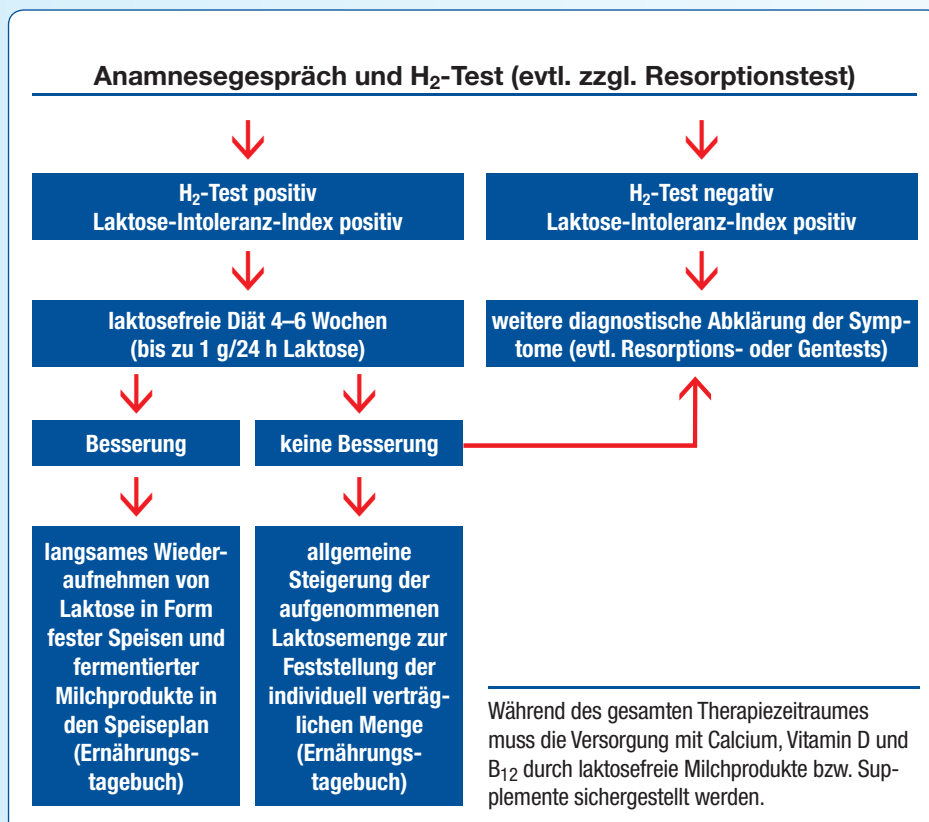 Anamnesegespräch und H₂-Test (evtl. zzgl. Resorptionstest)
H₂-Test positiv
Laktose-Intoleranz-Index positiv
H₂-Test negativ
Laktose-Intoleranz-Index positiv
laktosefreie Diät 4–6 Wochen
(bis zu 1 g/24 h Laktose)
weitere diagnostische Abklärung der Symp-
tome (evtl. Resorptions- oder Gentests)
Besserung
keine Besserung
langsames Wieder-
aufnehmen von
Laktose in Form
fester Speisen und
fermentierter
Milchprodukte in
den Speiseplan
(Ernährungs-
tagebuch)
allgemeine
Steigerung der
aufgenommenen
Laktosemenge zur
Feststellung der
individuell verträg-
lichen Menge
(Ernährungs-
tagebuch)
Während des gesamten Therapiezeitraumes
muss die Versorgung mit Calcium, Vitamin D und
B₁₂ durch laktosefreie Milchprodukte bzw. Sup-
plemente sichergestellt werden.